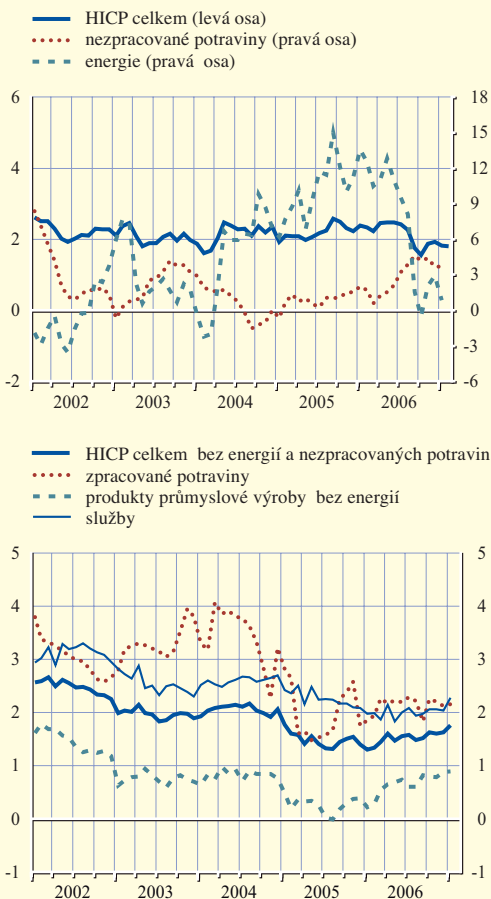 HICP celkem (levá osa)
nezpracované potraviny (pravá osa)
energie (pravá osa)
6 18
15
4 12
9
2 6
3
0 0
-3
-2 -6
2002 2003 2004 2005 2006
HICP celkem bez energií a nezpracovaných potravin
zpracované potraviny
produkty průmyslové výroby bez energií
služby
5 5
4 4
3 3
2 2
1 1
0 0
-1 -1
2002 2003 2004 2005 2006